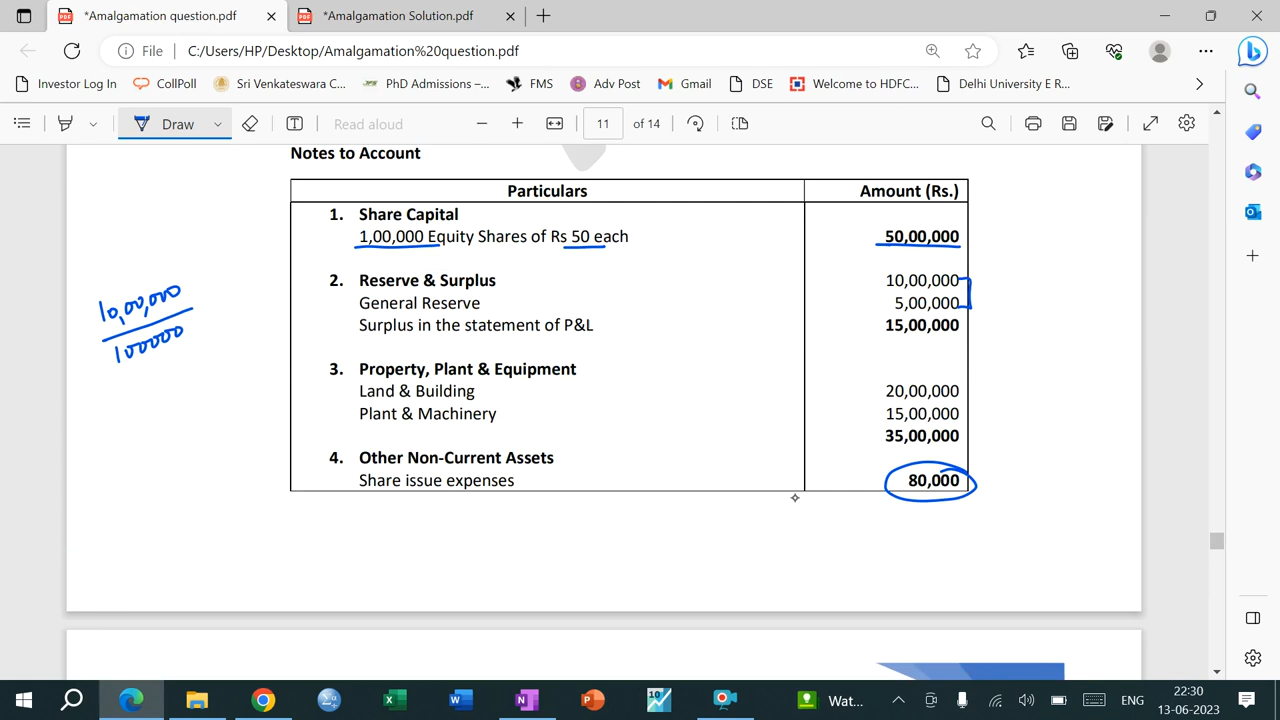 *Amalgamation question.pdf
*Amalgamation Solution.pdf
File
C:/Users/HP/Desktop/Amalgamation%20question.pdf
Investor Log In
CollPoll
Sri Venkateswara C...
PhD Admissions –...
FMS
Adv Post
Gmail
DSE
Welcome to HDFC...
Delhi University E R...
Draw
Read aloud
11 of 14
Notes to Account
Particulars Amount (Rs.)
1. Share Capital
1,00,000 Equity Shares of Rs 50 each 50,00,000
2. Reserve & Surplus 10,00,000
General Reserve 5,00,000
Surplus in the statement of P&L 15,00,000
10,00,000
100000
3. Property, Plant & Equipment
Land & Building 20,00,000
Plant & Machinery 15,00,000
35,00,000
4. Other Non-Current Assets
Share issue expenses 80,000
Wat...
ENG
22:30
13-06-2023